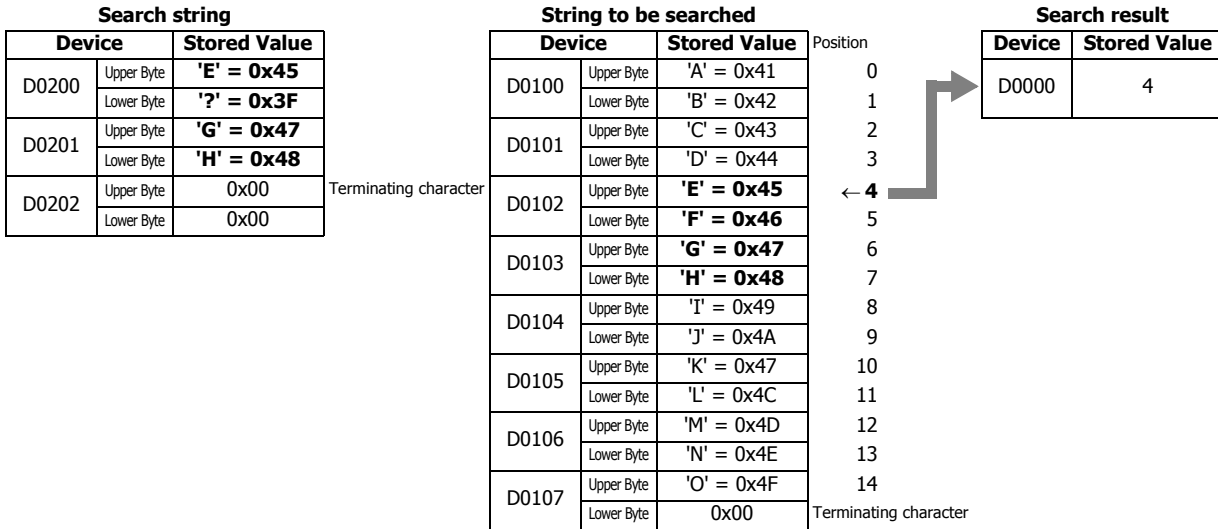 Search string String to be searched Search result
Device Stored Value Device Stored Value Position Device Stored Value
D0200 Upper Byte 'E' = 0x45 D0100 Upper Byte 'A' = 0x41 0 D0000 4
Lower Byte '?' = 0x3F Lower Byte 'B' = 0x42 1
D0201 Upper Byte 'G' = 0x47 D0101 Upper Byte 'C' = 0x43 2
Lower Byte 'H' = 0x48 Lower Byte 'D' = 0x44 3
D0202 Upper Byte 0x00 Terminating character D0102 Upper Byte 'E' = 0x45 ← 4
Lower Byte 0x00 Lower Byte 'F' = 0x46 5
D0103 Upper Byte 'G' = 0x47 6
Lower Byte 'H' = 0x48 7
D0104 Upper Byte 'I' = 0x49 8
Lower Byte 'J' = 0x4A 9
D0105 Upper Byte 'K' = 0x47 10
Lower Byte 'L' = 0x4C 11
D0106 Upper Byte 'M' = 0x4D 12
Lower Byte 'N' = 0x4E 13
D0107 Upper Byte 'O' = 0x4F 14
Lower Byte 0x00 Terminating character